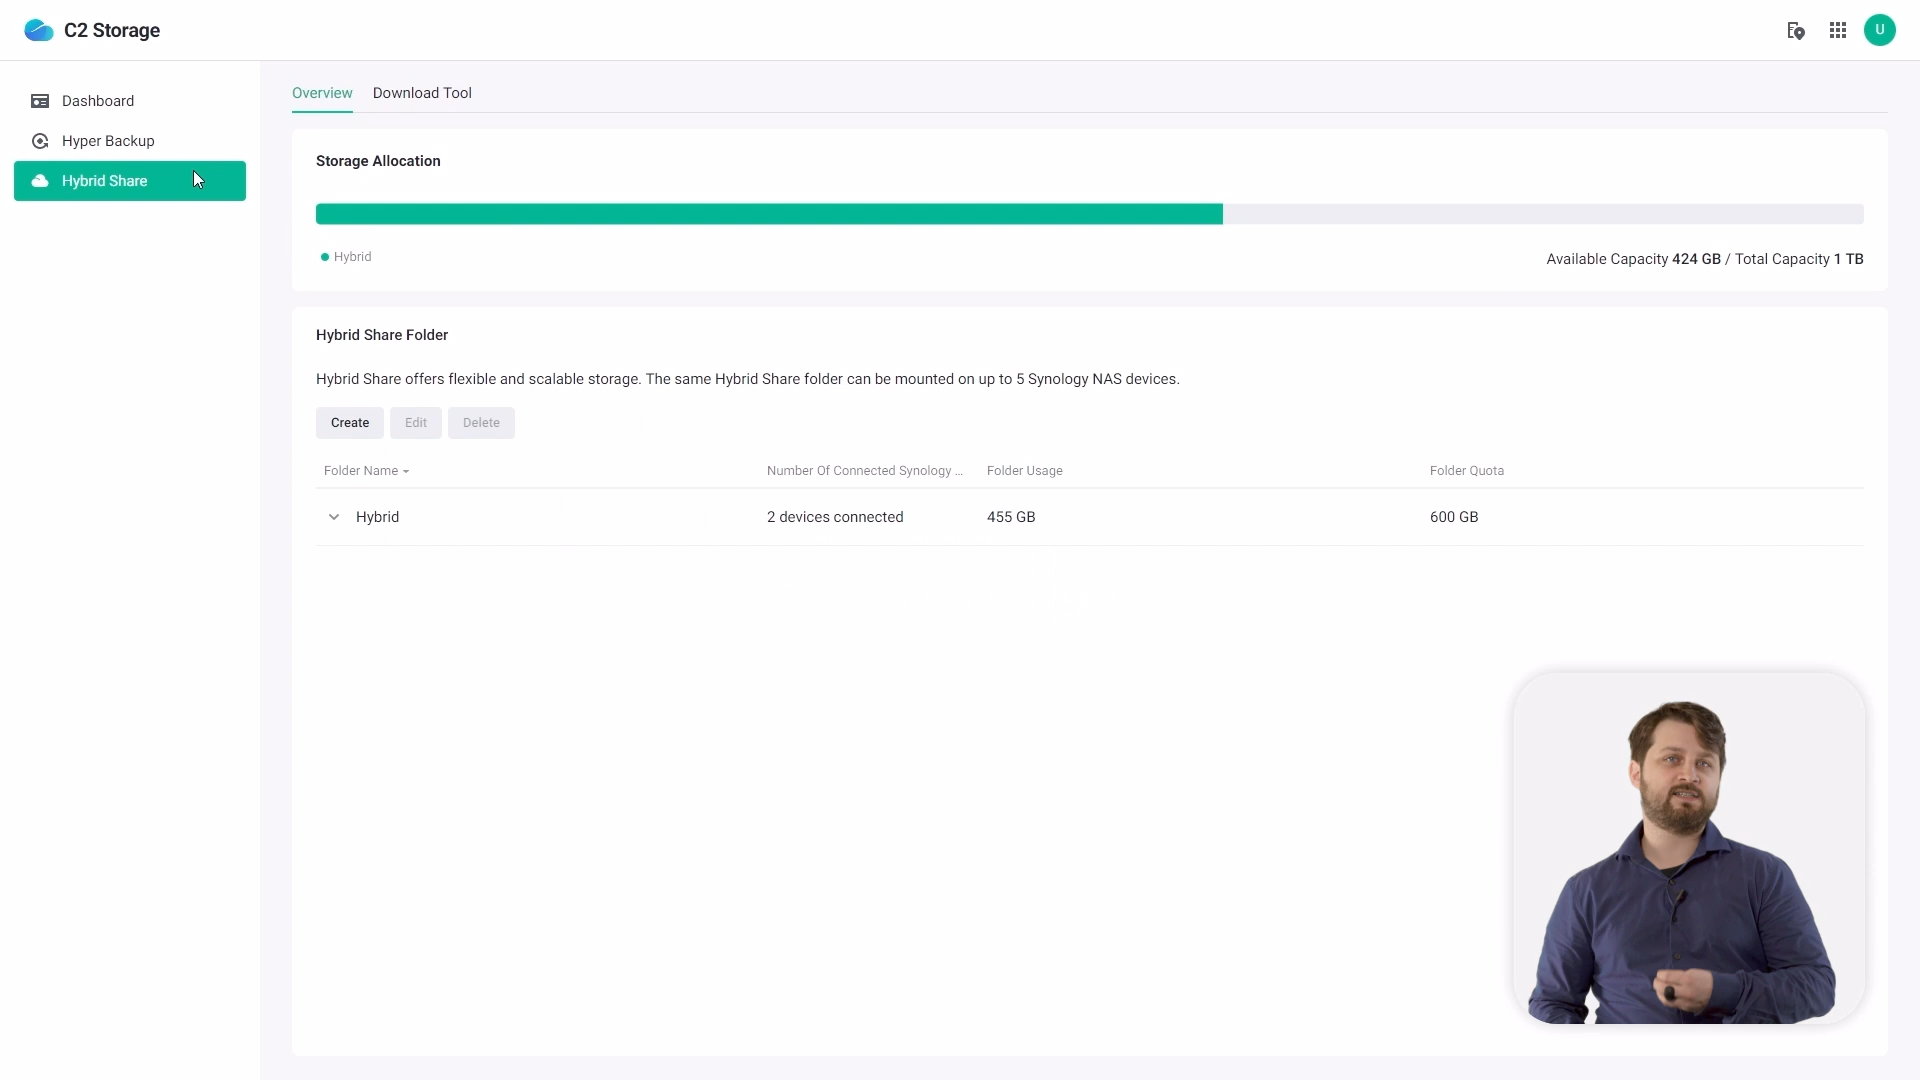 C2 Storage
U
Dashboard
Hyper Backup
Hybrid Share
Overview
Download Tool
Storage Allocation
Hybrid
Available Capacity 424 GB / Total Capacity 1 TB
Hybrid Share Folder
Hybrid Share offers flexible and scalable storage. The same Hybrid Share folder can be mounted on up to 5 Synology NAS devices.
Create
Edit
Delete
Folder Name
Number Of Connected Synology ...
Folder Usage
Folder Quota
Hybrid
2 devices connected
455 GB
600 GB